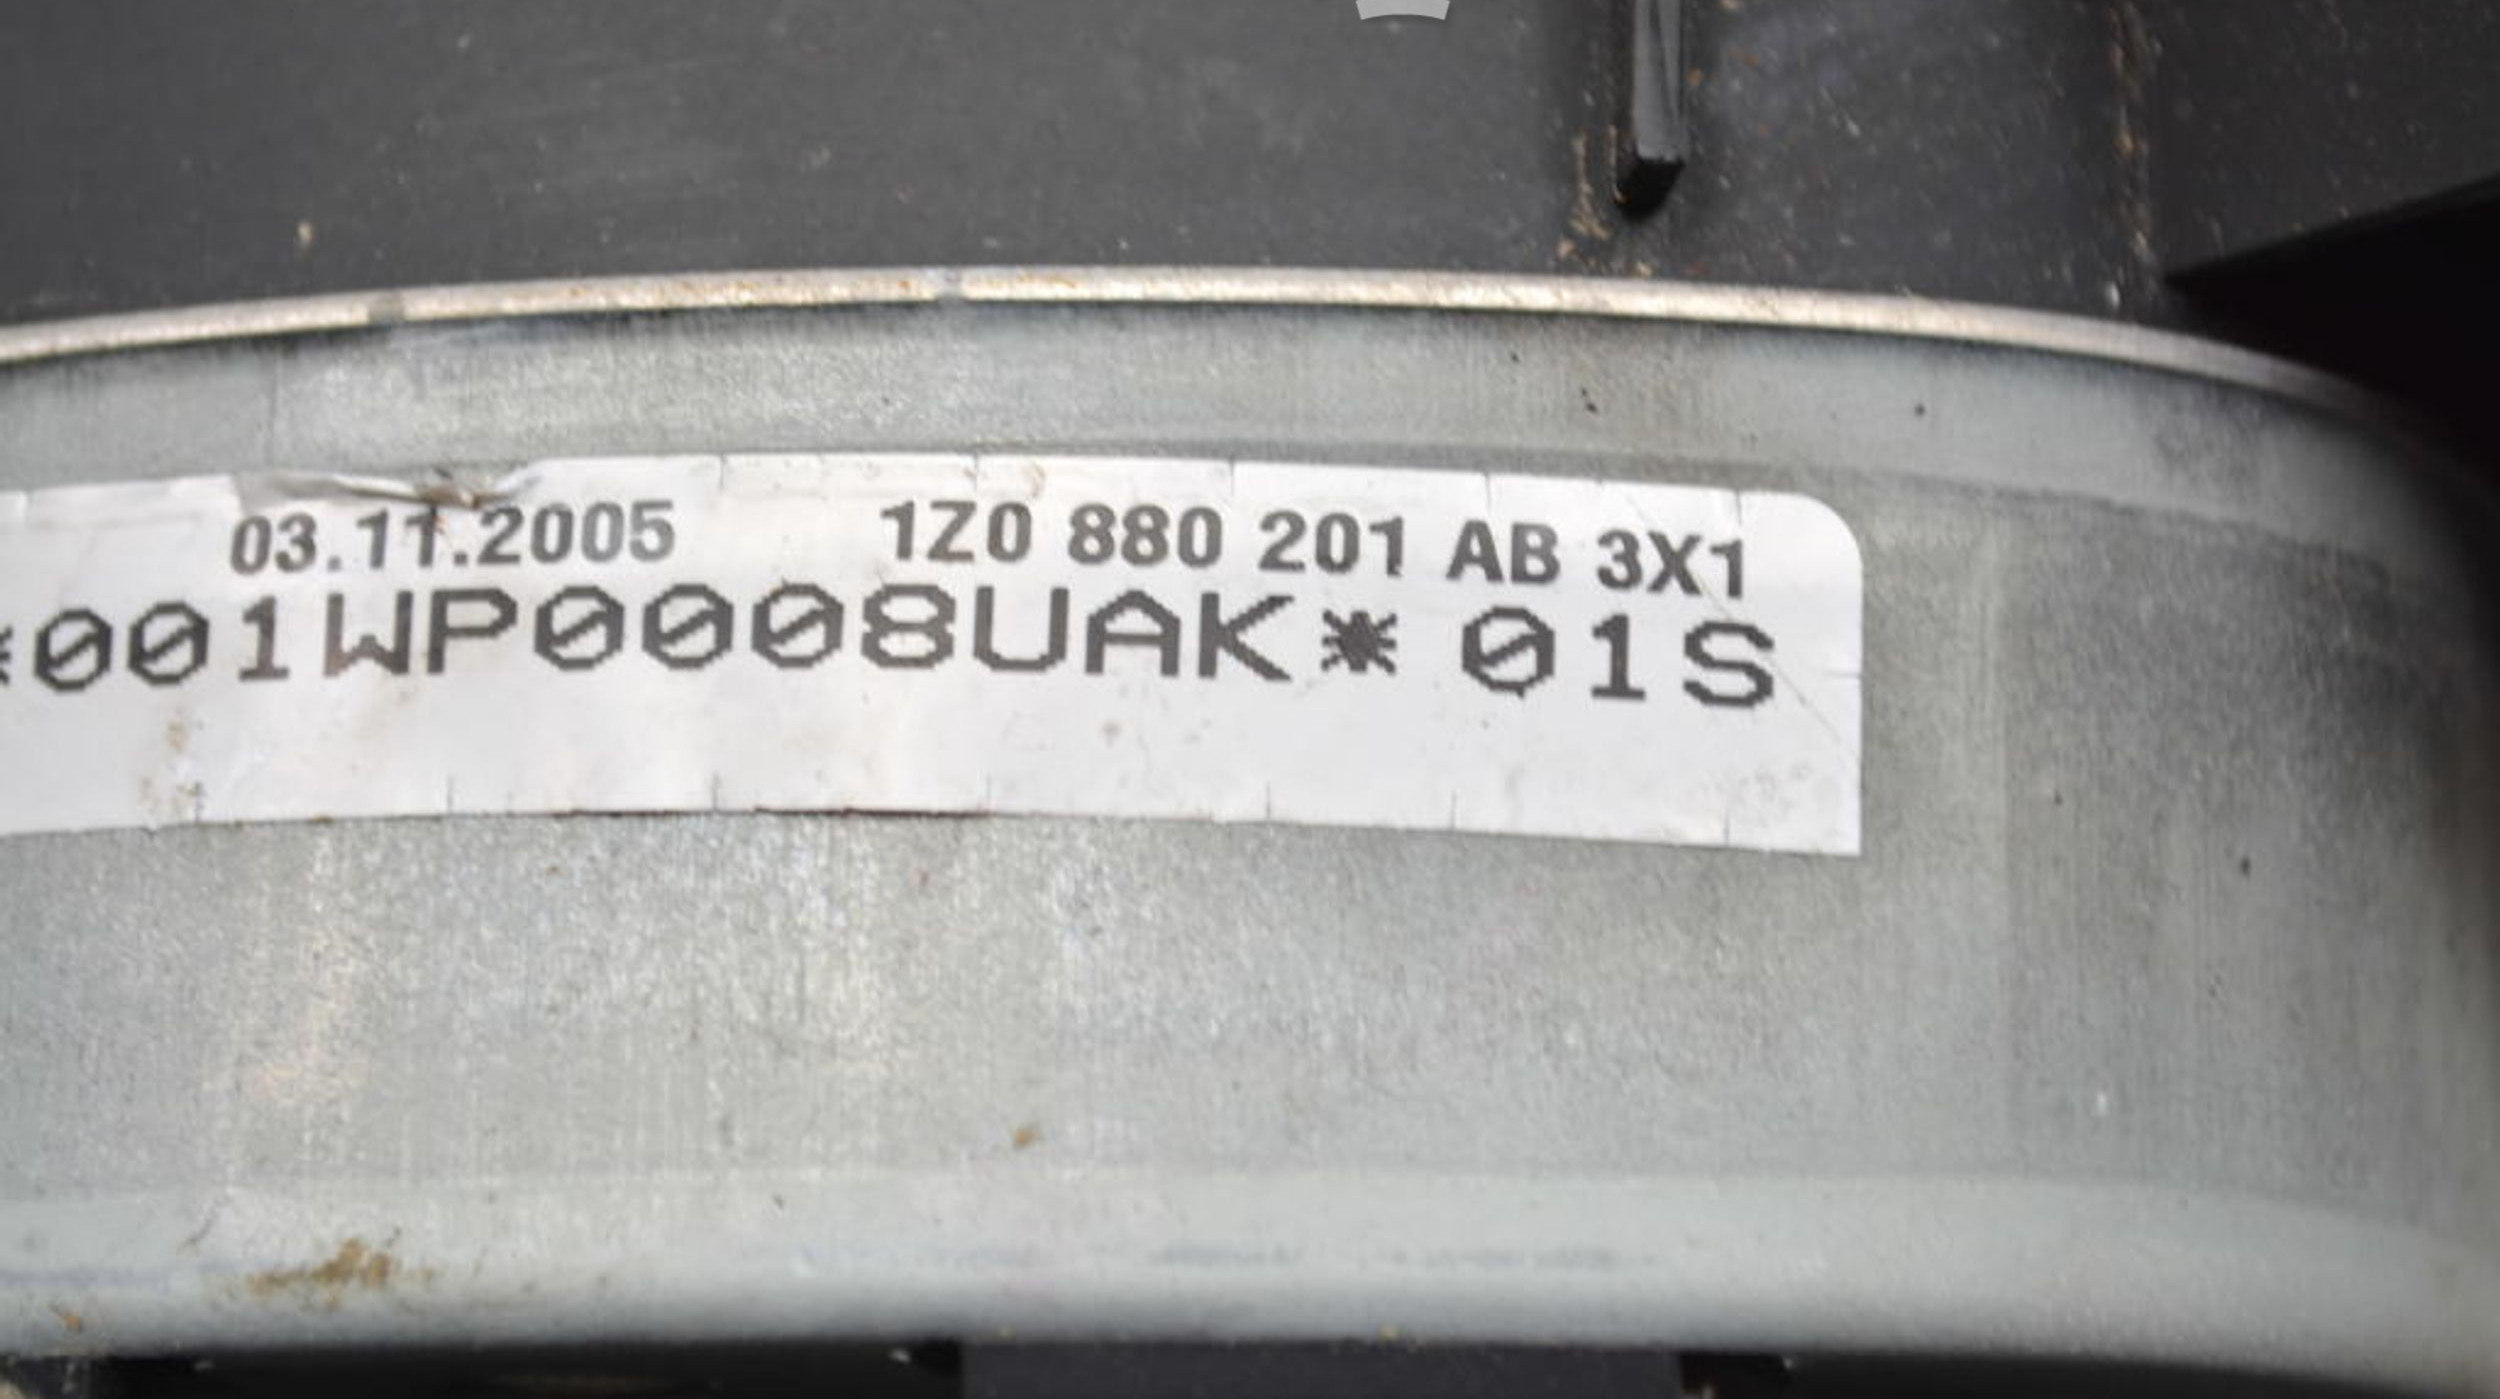 03.11.2005 1Z0 880 201 AB 3X1
*001WP0008UAK* 01S